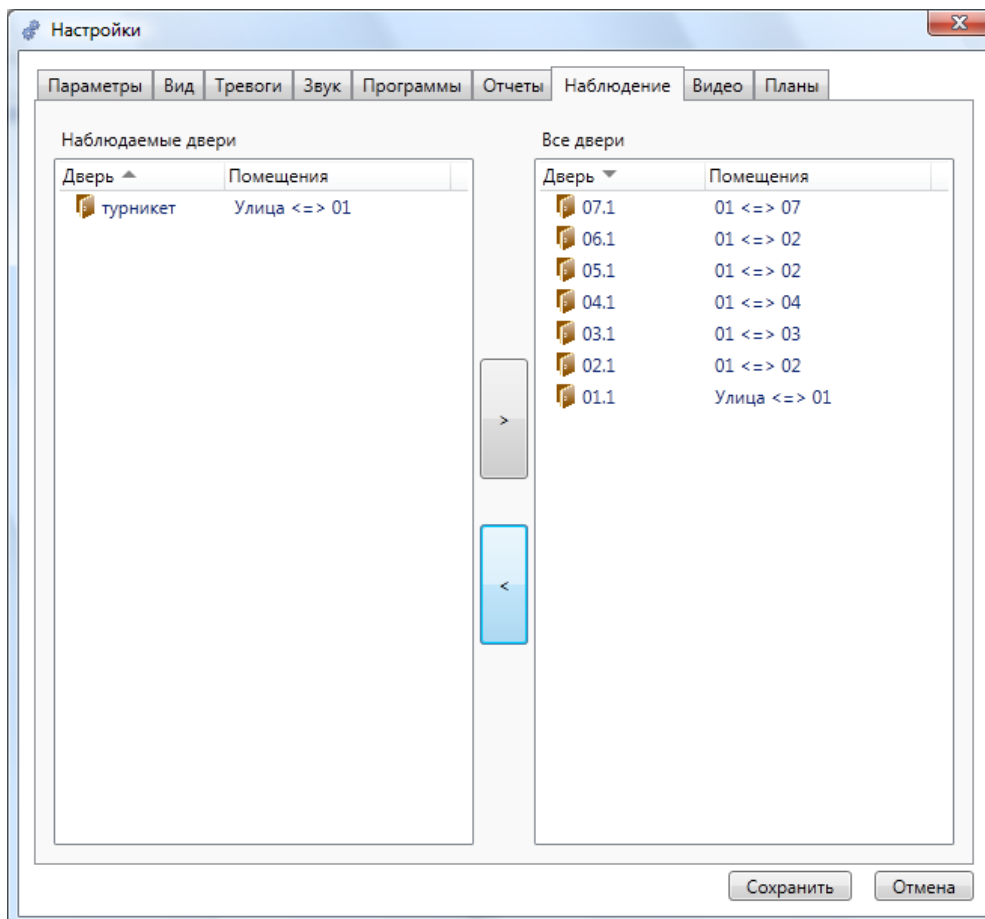 Настройки
X
Параметры Вид Тревоги Звук Программы Отчеты Наблюдение Видео Планы
Наблюдаемые двери Все двери
Дверь Помещения Дверь Помещения
турникет Улица <=> 01 07.1 01 <=> 07
06.1 01 <=> 02
05.1 01 <=> 02
04.1 01 <=> 04
03.1 01 <=> 03
02.1 01 <=> 02
01.1 Улица <=> 01
>
<
Сохранить Отмена